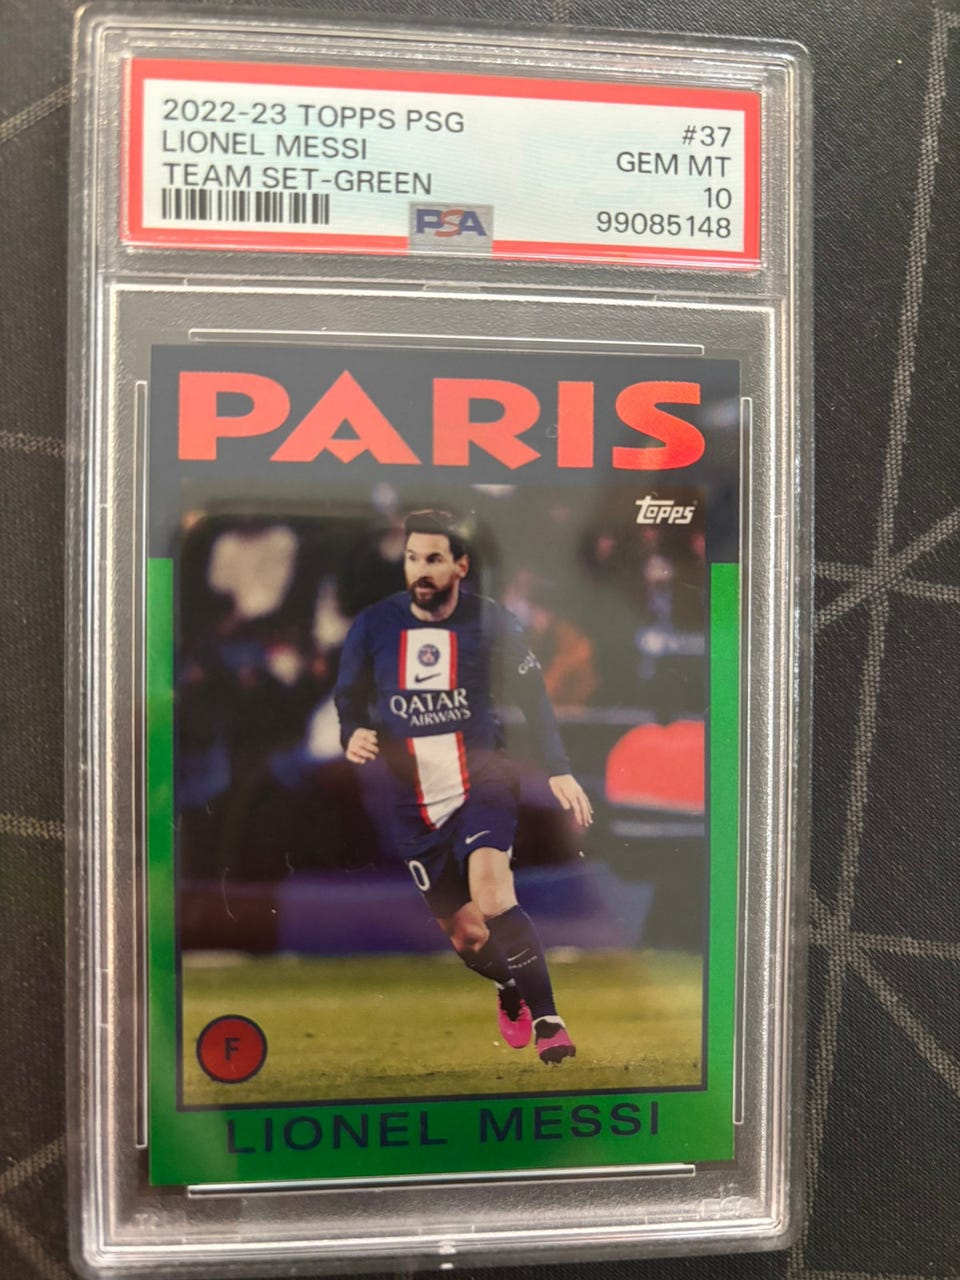 2022-23 TOPPS PSG
LIONEL MESSI
TEAM SET-GREEN
#37
GEM MT
10
99085148
PSA
PARIS
Topps
QATAR
AIRWAYS
0
F
LIONEL MESSI